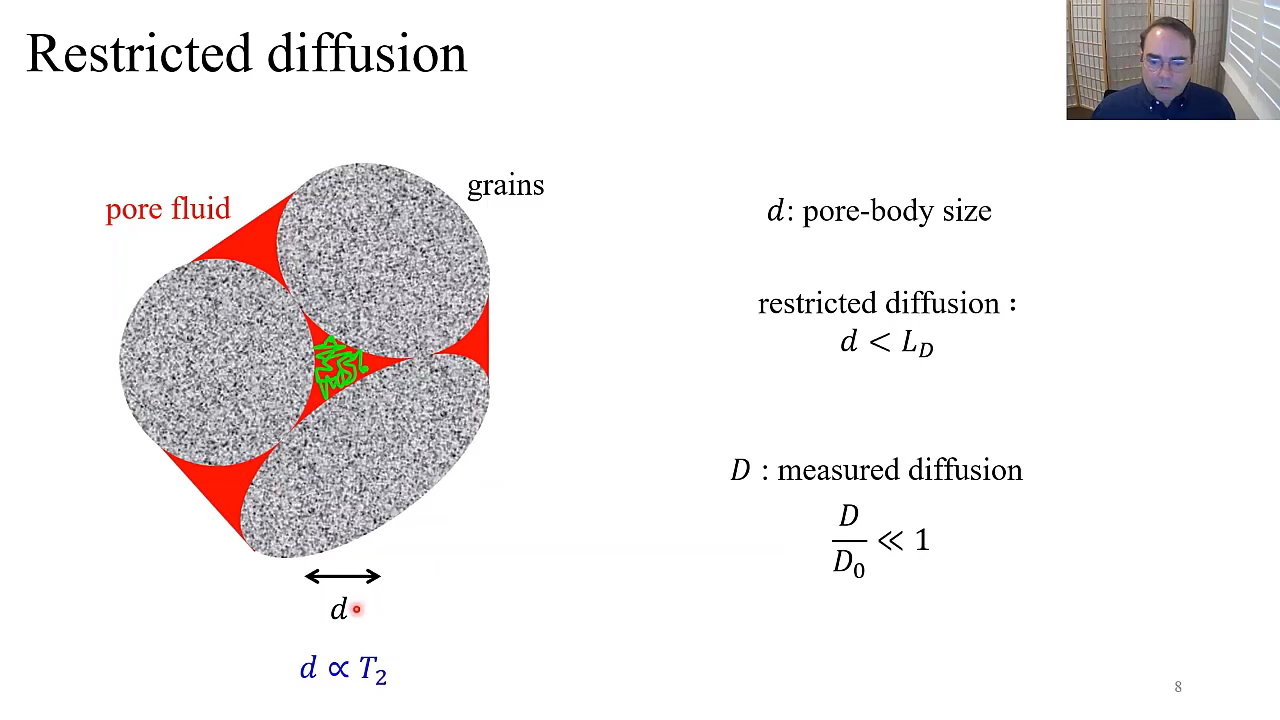 Restricted diffusion
pore fluid
grains
d: pore-body size
restricted diffusion :
d < L_D
D : measured diffusion
D/D₀ ≪ 1
d
d ∝ T₂
8